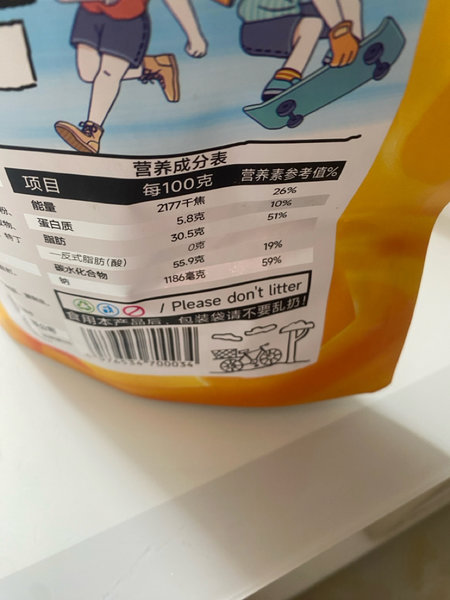 营养成分表
项目 每100克 营养素参考值%
能量 2177千焦 26%
蛋白质 5.8克 10%
脂肪 30.5克 51%
—反式脂肪(酸) 0克
碳水化合物 55.9克 19%
钠 1186毫克 59%
/ Please don't litter
食用本产品后,包装袋请不要乱扔!